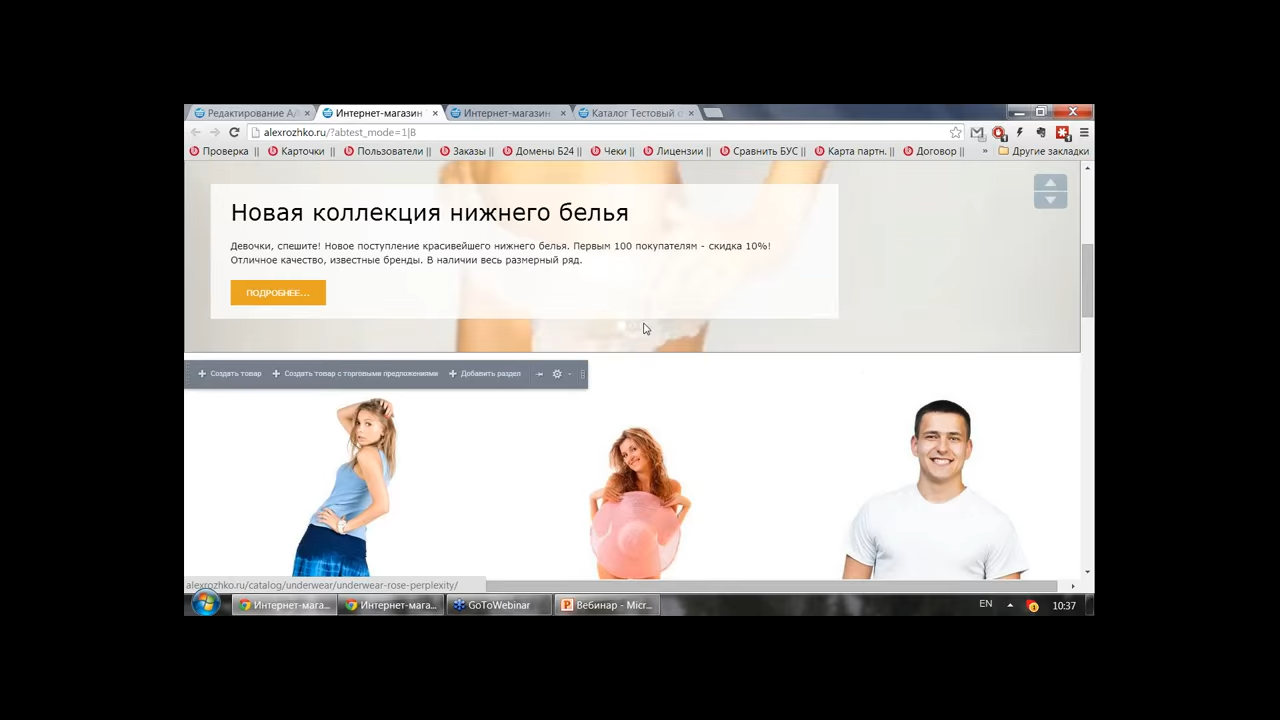 Редактирование А/
Интернет-магазин
Интернет-магазин
Каталог Тестовый
alexrozhko.ru/?abtest_mode=1|B
Проверка || Карточки || Пользователи || Заказы || Домены Б24 || Чеки || Лицензии || Сравнить БУС || Карта партн. || Договор || » Другие закладки
Новая коллекция нижнего белья
Девочки, спешите! Новое поступление красивейшего нижнего белья. Первым 100 покупателям - скидка 10%!
Отличное качество, известные бренды. В наличии весь размерный ряд.
ПОДРОБНЕЕ...
Создать товар Создать товар с торговыми предложениями Добавить раздел
alexrozhko.ru/catalog/underwear/underwear-rose-perplexity/
Интернет-мага... Интернет-мага... GoToWebinar Вебинар - Micr... EN 10:37